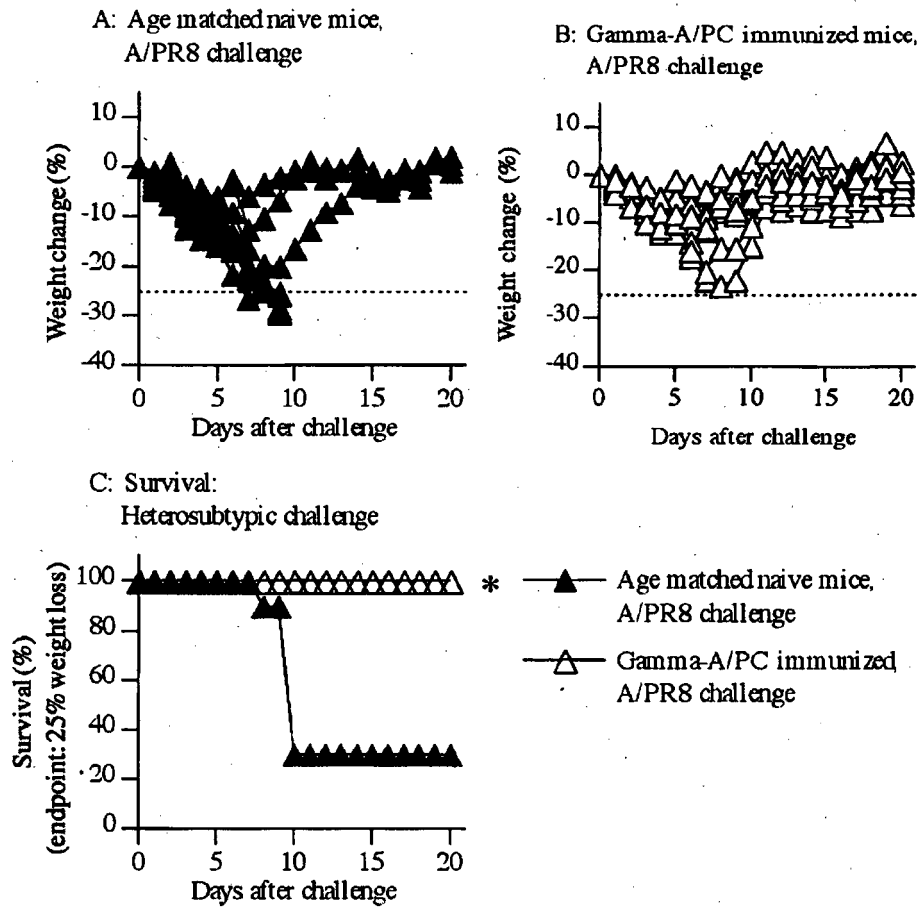 A: Age matched naive mice,
A/PR8 challenge
10
0
-10
-20
-30
-40
Weight change (%)
0 5 10 15 20
Days after challenge
B: Gamma-A/PC immunized mice,
A/PR8 challenge
10
0
-10
-20
-30
-40
Weight change (%)
0 5 10 15 20
Days after challenge
C: Survival:
Heterosubtypic challenge
100
80
60
40
20
0
Survival (%)
(endpoint: 25% weight loss)
0 5 10 15 20
Days after challenge
*
Age matched naive mice,
A/PR8 challenge
Gamma-A/PC immunized,
A/PR8 challenge